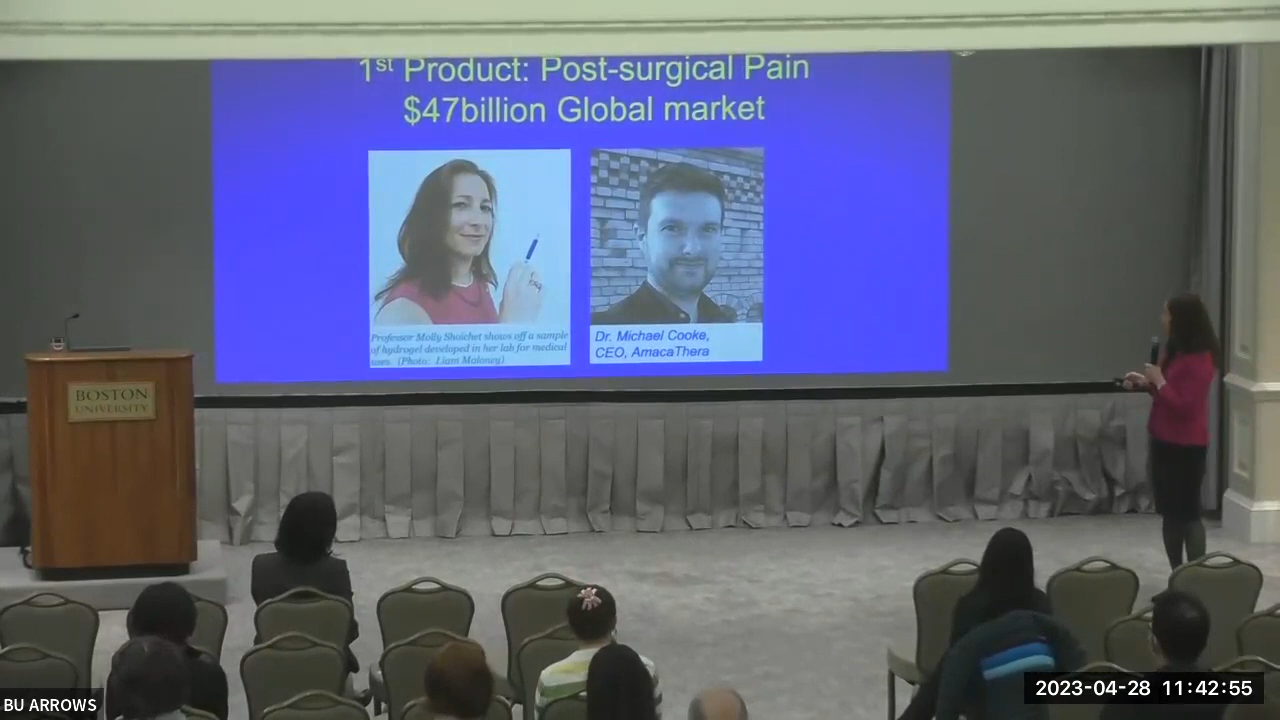 1st Product: Post-surgical Pain
$47billion Global market
Professor Molly Shoichet shows off a sample
of hydrogel developed in her lab for medical
uses. (Photo: Liam Maloney)
Dr. Michael Cooke,
CEO, AmacaThera
BOSTON
UNIVERSITY
BU ARROWS
2023-04-28 11:42:55